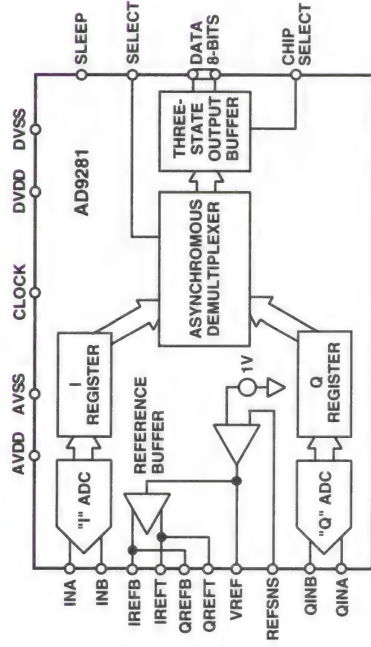 AVDD
AVSS
CLOCK
DVDD
DVSS
AD9281
SLEEP
SELECT
DATA
8-BITS
CHIP
SELECT
INA
INB
IREFB
IREFT
QREFB
QREFT
VREF
REFSNS
QINB
QINA
"I" ADC
I
REGISTER
REFERENCE
BUFFER
1V
"Q" ADC
Q
REGISTER
ASYNCHROMOUS
DEMULTIPLEXER
THREE-
STATE
OUTPUT
BUFFER